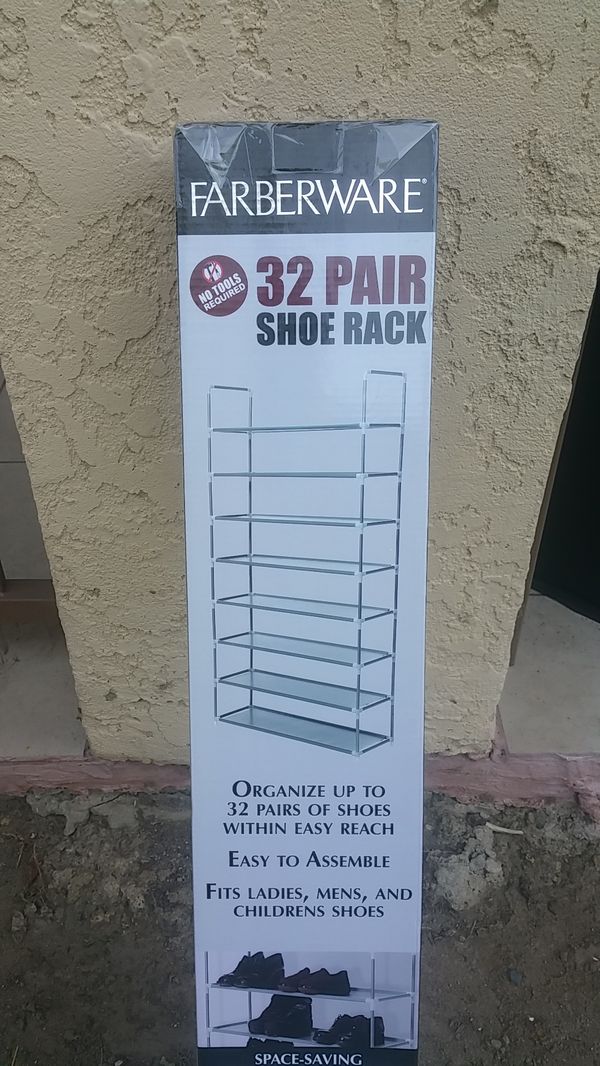 FARBERWARE®
NO TOOLS
REQUIRED
32 PAIR
SHOE RACK
ORGANIZE UP TO
32 PAIRS OF SHOES
WITHIN EASY REACH
EASY TO ASSEMBLE
FITS LADIES, MENS, AND
CHILDRENS SHOES
SPACE-SAVING